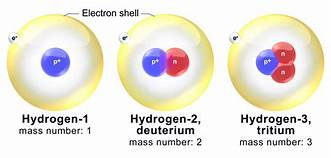 Electron shell
e⁻
p⁺
e⁻
p⁺
n
e⁻
p⁺
n
n
Hydrogen-1
mass number: 1
Hydrogen-2,
deuterium
mass number: 2
Hydrogen-3,
tritium
mass number: 3